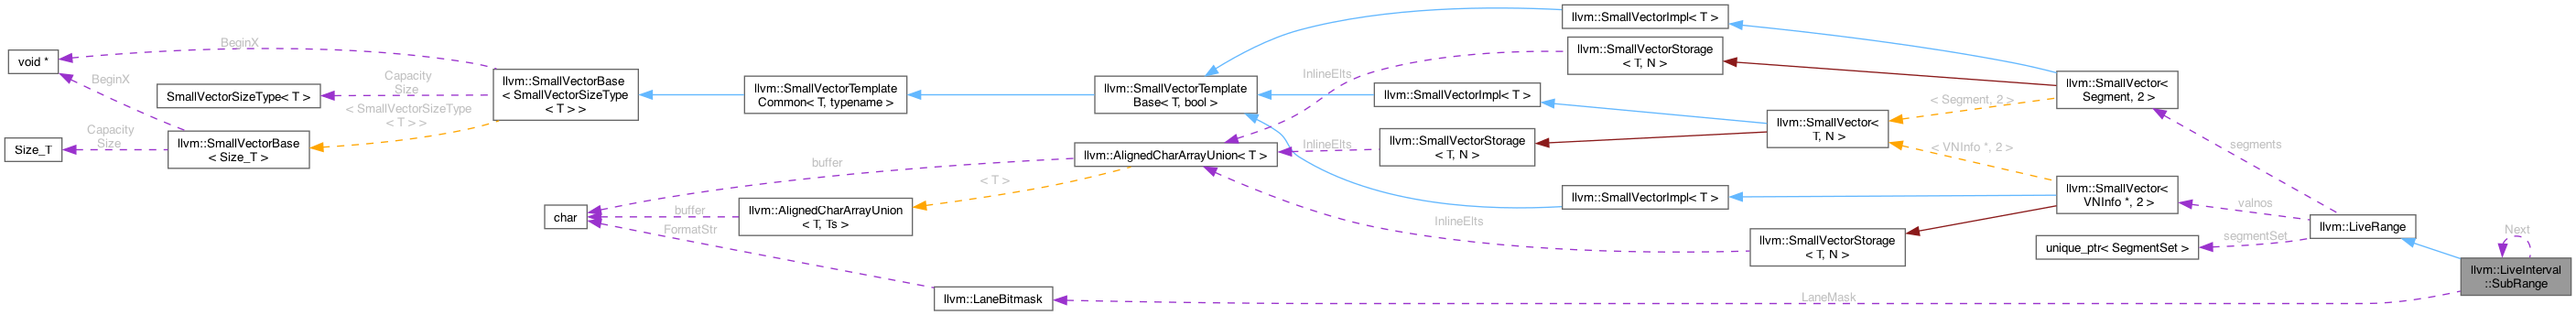 void *
SmallVectorSizeType< T >
Size_T
BeginX
BeginX
Capacity
Size
< SmallVectorSizeType
< T > >
Capacity
Size
llvm::SmallVectorBase
< Size_T >
llvm::SmallVectorBase
< SmallVectorSizeType
< T > >
char
buffer
buffer
FormatStr
llvm::SmallVectorTemplate
Common< T, typename >
llvm::AlignedCharArrayUnion
< T, Ts >
< T >
llvm::LaneBitmask
llvm::SmallVectorTemplate
Base< T, bool >
llvm::AlignedCharArrayUnion< T >
InlineElts
InlineElts
InlineElts
llvm::SmallVectorImpl< T >
llvm::SmallVectorStorage
< T, N >
llvm::SmallVectorImpl< T >
llvm::SmallVectorStorage
< T, N >
llvm::SmallVectorImpl< T >
llvm::SmallVectorStorage
< T, N >
llvm::SmallVector<
T, N >
< Segment, 2 >
< VNInfo *, 2 >
llvm::SmallVector<
Segment, 2 >
llvm::SmallVector<
VNInfo *, 2 >
unique_ptr< SegmentSet >
LaneMask
segments
valnos
segmentSet
llvm::LiveRange
Next
llvm::LiveInterval
::SubRange